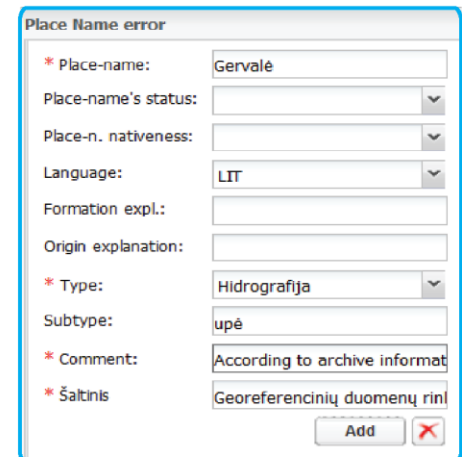 Place Name error
* Place-name: Gervalė
Place-name's status:
Place-n. nativeness:
Language: LIT
Formation expl.:
Origin explanation:
* Type: Hidrografija
Subtype: upė
* Comment: According to archive informat
* Šaltinis Georeferencinių duomenų rinl
Add